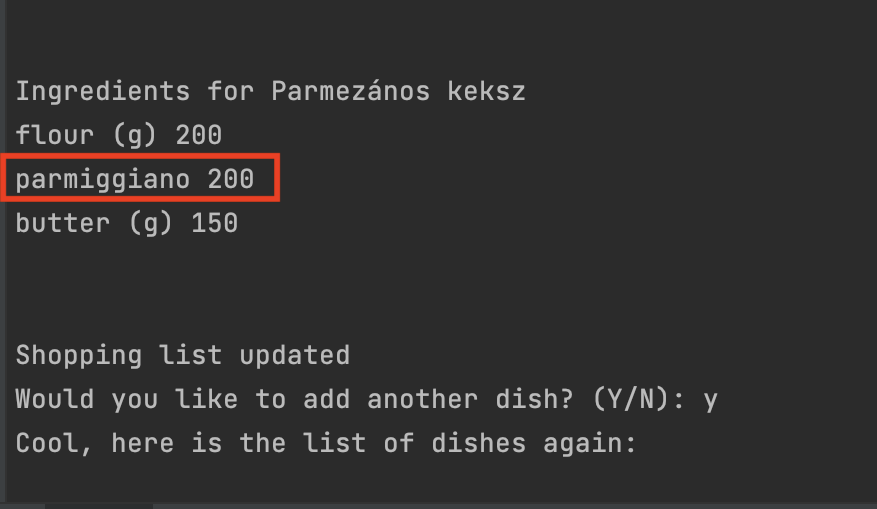 Ingredients for Parmezános keksz
flour (g) 200
parmiggiano 200
butter (g) 150
Shopping list updated
Would you like to add another dish? (Y/N): y
Cool, here is the list of dishes again: